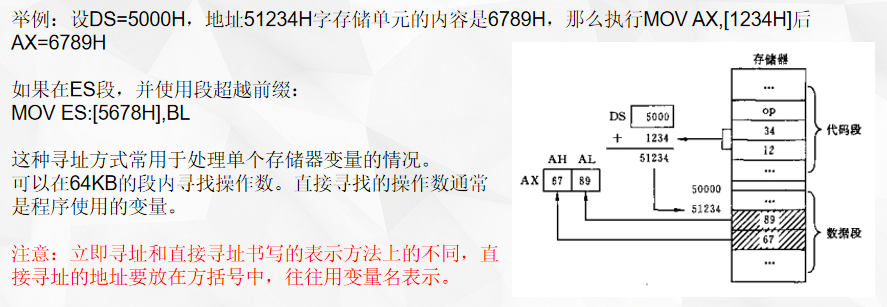 举例：设DS=5000H，地址51234H字存储单元的内容是6789H，那么执行MOV AX,[1234H]后
AX=6789H
如果在ES段，并使用段超越前缀：
MOV ES:[5678H],BL
这种寻址方式常用于处理单个存储器变量的情况。
可以在64KB的段内寻找操作数。直接寻找的操作数通常
是程序使用的变量。
注意：立即寻址和直接寻址书写的表示方法上的不同，直
接寻址的地址要放在方括号中，往往用变量名表示。
存储器
…
op
34
12
…
代码段
DS 5000
+ 1234
51234
AH AL
AX 67 89
50000
51234
89
67
…
数据段